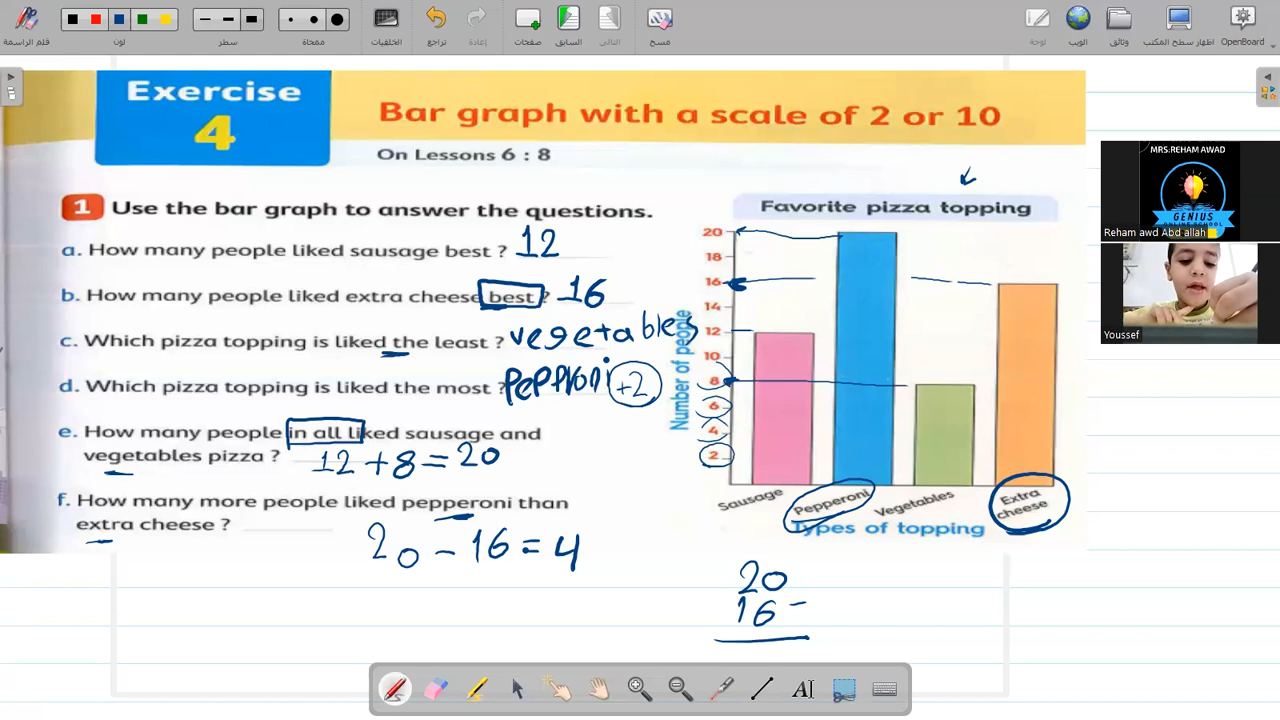 قلم الراسمة
لون
سطر
ممحاة
الخلفيات
تراجع
إعادة
صفحات
السابق
التالي
مسح
لوحة
الويب
وثائق
اظهار سطح المكتب
OpenBoard
Exercise
4
Bar graph with a scale of 2 or 10
On Lessons 6 : 8
1 Use the bar graph to answer the questions.
a. How many people liked sausage best ? 12
b. How many people liked extra cheese best ? 16
c. Which pizza topping is liked the least ? vegetables
d. Which pizza topping is liked the most ? pepproni +2
e. How many people in all liked sausage and
vegetables pizza ? 12 + 8 = 20
f. How many more people liked pepperoni than
extra cheese ?
20 - 16 = 4
Favorite pizza topping
20
18
16
14
12
10
8
6
4
2
Number of people
Sausage
Pepperoni
Vegetables
Extra
cheese
Types of topping
20
16 -
MRS.REHAM AWAD
GENIUS
ONLINE SCHOOL
Reham awd Abd allah
Youssef